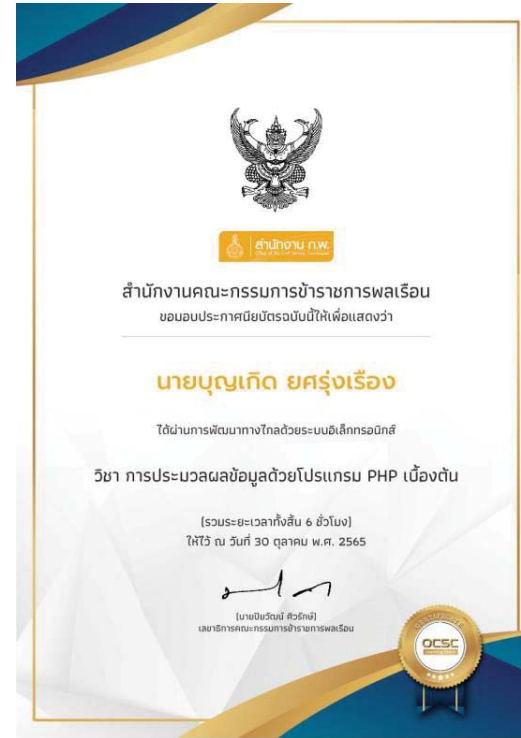 สำนักงาน ก.พ.
Office of the Civil Service Commission
สำนักงานคณะกรรมการข้าราชการพลเรือน
ขอมอบประกาศนียบัตรฉบับนี้ให้เพื่อแสดงว่า
นายบุญเกิด ยศรุ่งเรือง
ได้ผ่านการพัฒนาทางไกลด้วยระบบอิเล็กทรอนิกส์
วิชา การประมวลผลข้อมูลด้วยโปรแกรม PHP เบื้องต้น
(รวมระยะเวลาทั้งสิ้น 6 ชั่วโมง)
ให้ไว้ ณ วันที่ 30 ตุลาคม พ.ศ. 2565
(นายปิยวัฒน์ ศิวรักษ์)
เลขาธิการคณะกรรมการข้าราชการพลเรือน
CERTIFICATE
OCSC